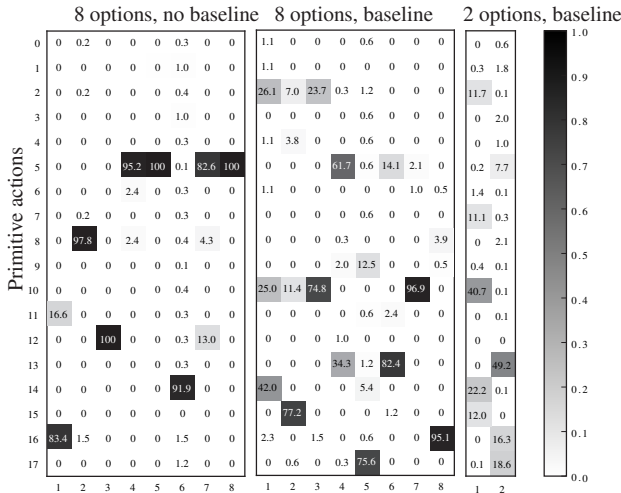 8 options, no baseline 8 options, baseline 2 options, baseline
Primitive actions
0 0 0.2 0 0 0 0.3 0 0 1.1 0 0 0 0.6 0 0 0 0 0.6
1 0 0 0 0 0 1.0 0 0 1.1 0 0 0 0 0 0 0 0.3 1.8
2 0 0.2 0 0 0 0.4 0 0 26.1 7.0 23.7 0.3 1.2 0 0 0 11.7 0.1
3 0 0 0 0 0 1.0 0 0 0 0 0 0 0.6 0 0 0 0 2.0
4 0 0 0 0 0 0.3 0 0 1.1 3.8 0 0 0.6 0 0 0 0 1.0
5 0 0 0 95.2 100 0.1 82.6 100 0 0 0 61.7 0.6 14.1 2.1 0 0.2 7.7
6 0 0 0 2.4 0 0.3 0 0 1.1 0 0 0 0 0 1.0 0.5 1.4 0.1
7 0 0.2 0 0 0 0.3 0 0 0 0 0 0 0.6 0 0 0 11.1 0.3
8 0 97.8 0 2.4 0 0.4 4.3 0 0 0 0 0.3 0 0 0 3.9 0 2.1
9 0 0 0 0 0 0.1 0 0 0 0 0 2.0 12.5 0 0 0.5 0.4 0.1
10 0 0 0 0 0 0.4 0 0 25.0 11.4 74.8 0 0 0 96.9 0 40.7 0.1
11 16.6 0 0 0 0 0.3 0 0 0 0 0 0 0.6 2.4 0 0 0 0.1
12 0 0 100 0 0 0 13.0 0 0 0 0 1.0 0 0 0 0 0 0
13 0 0 0 0 0 0.3 0 0 0 0 0 34.3 1.2 82.4 0 0 0 49.2
14 0 0 0 0 0 91.9 0 0 42.0 0 0 0 5.4 0 0 0 22.2 0.1
15 0 0 0 0 0 0 0 0 0 77.2 0 0 0 1.2 0 0 12.0 0
16 83.4 1.5 0 0 0 1.5 0 0 2.3 0 1.5 0 0.6 0 0 95.1 0 16.3
17 0 0 0 0 0 1.2 0 0 0 0.6 0 0.3 75.6 0 0 0 0.1 18.6
1 2 3 4 5 6 7 8 1 2 3 4 5 6 7 8 1 2
1.0
0.9
0.8
0.7
0.6
0.5
0.4
0.3
0.2
0.1
0.0